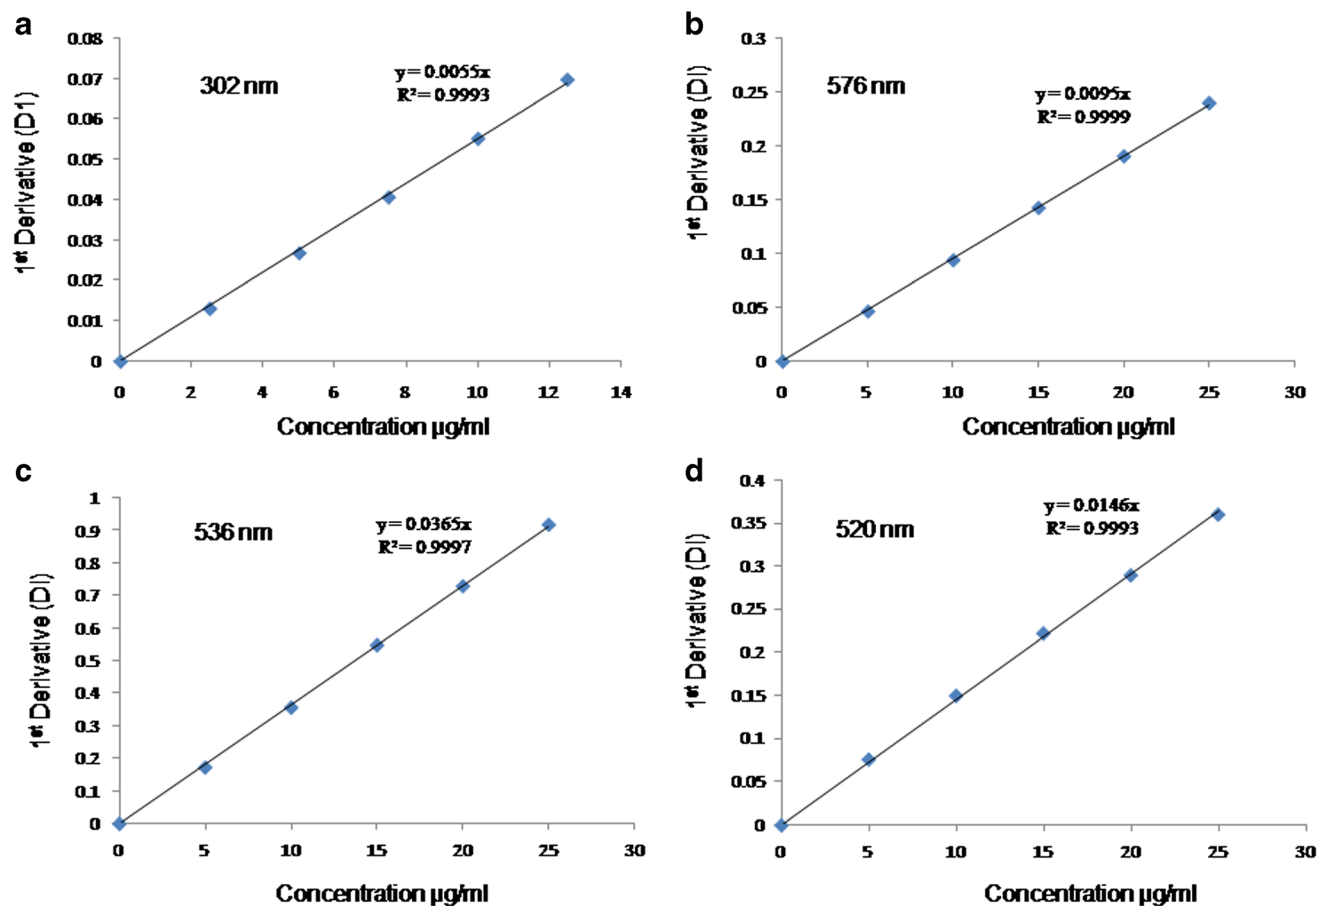 a
0.08
0.07
0.06
0.05
0.04
0.03
0.02
0.01
0
1st Derivative (D1)
302 nm
y = 0.0055x
R² = 0.9993
0 2 4 6 8 10 12 14
Concentration µg/ml
b
0.3
0.25
0.2
0.15
0.1
0.05
0
1st Derivative (DI)
576 nm
y = 0.0095x
R² = 0.9999
0 5 10 15 20 25 30
Concentration µg/ml
c
1
0.9
0.8
0.7
0.6
0.5
0.4
0.3
0.2
0.1
0
1st Derivative (DI)
536 nm
y = 0.0365x
R² = 0.9997
0 5 10 15 20 25 30
Concentration µg/ml
d
0.4
0.35
0.3
0.25
0.2
0.15
0.1
0.05
0
1st Derivative (DI)
520 nm
y = 0.0146x
R² = 0.9993
0 5 10 15 20 25 30
Concentration µg/ml